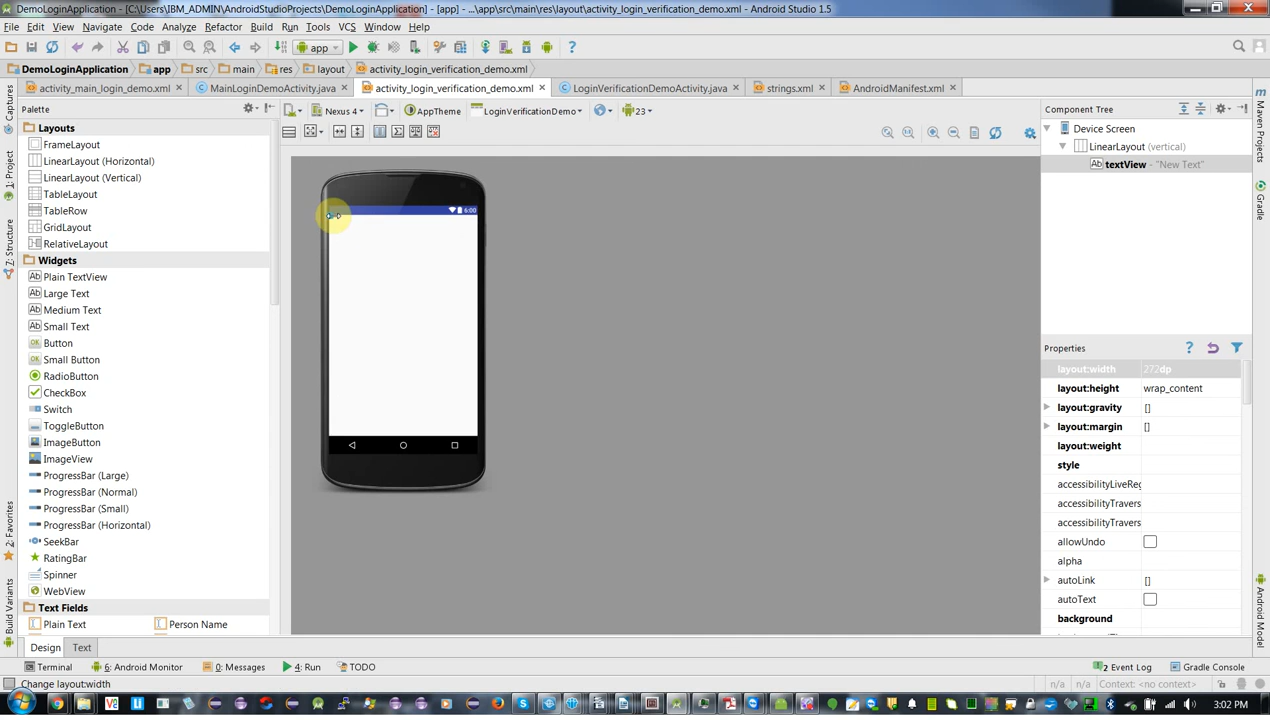 DemoLoginApplication - [C:\Users\IBM_ADMIN\AndroidStudioProjects\DemoLoginApplication] - [app] - ...\app\src\main\res\layout\activity_login_verification_demo.xml - Android Studio 1.5
File Edit View Navigate Code Analyze Refactor Build Run Tools VCS Window Help
app
DemoLoginApplication app src main res layout activity_login_verification_demo.xml
activity_main_login_demo.xml MainLoginDemoActivity.java activity_login_verification_demo.xml LoginVerificationDemoActivity.java strings.xml AndroidManifest.xml
Palette
Nexus 4 AppTheme LoginVerificationDemo 23
Component Tree
Layouts
FrameLayout
LinearLayout (Horizontal)
LinearLayout (Vertical)
TableLayout
TableRow
GridLayout
RelativeLayout
Widgets
Ab Plain TextView
Ab Large Text
Ab Medium Text
Ab Small Text
OK Button
OK Small Button
RadioButton
CheckBox
Switch
ToggleButton
ImageButton
ImageView
ProgressBar (Large)
ProgressBar (Normal)
ProgressBar (Small)
ProgressBar (Horizontal)
SeekBar
RatingBar
Spinner
WebView
Text Fields
Plain Text Person Name
6:00
Device Screen
LinearLayout (vertical)
Ab textView - "New Text"
Properties
layout:width 272dp
layout:height wrap_content
layout:gravity []
layout:margin []
layout:weight
style
accessibilityLiveReg
accessibilityTravers
accessibilityTravers
allowUndo
alpha
autoLink []
autoText
background
Captures
1: Project
7: Structure
2: Favorites
Build Variants
Maven Projects
Gradle
Android Model
Design Text
Terminal 6: Android Monitor 0: Messages 4: Run TODO 2 Event Log Gradle Console
Change layout:width n/a n/a Context: <no context>
3:02 PM